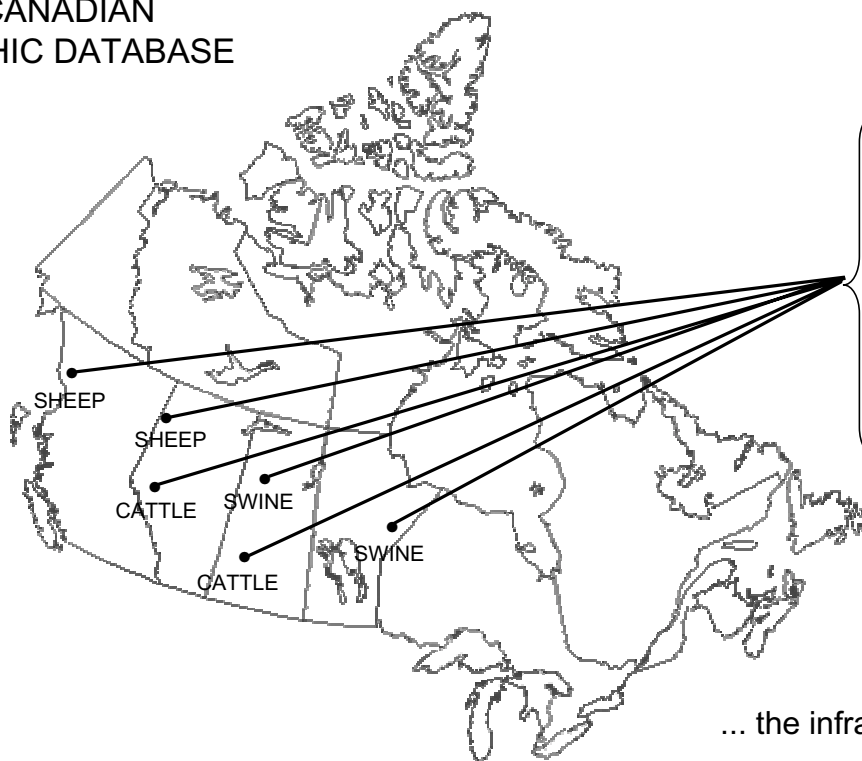 CANADIAN
HIC DATABASE
SHEEP
SHEEP
CATTLE
SWINE
SWINE
CATTLE
... the infra